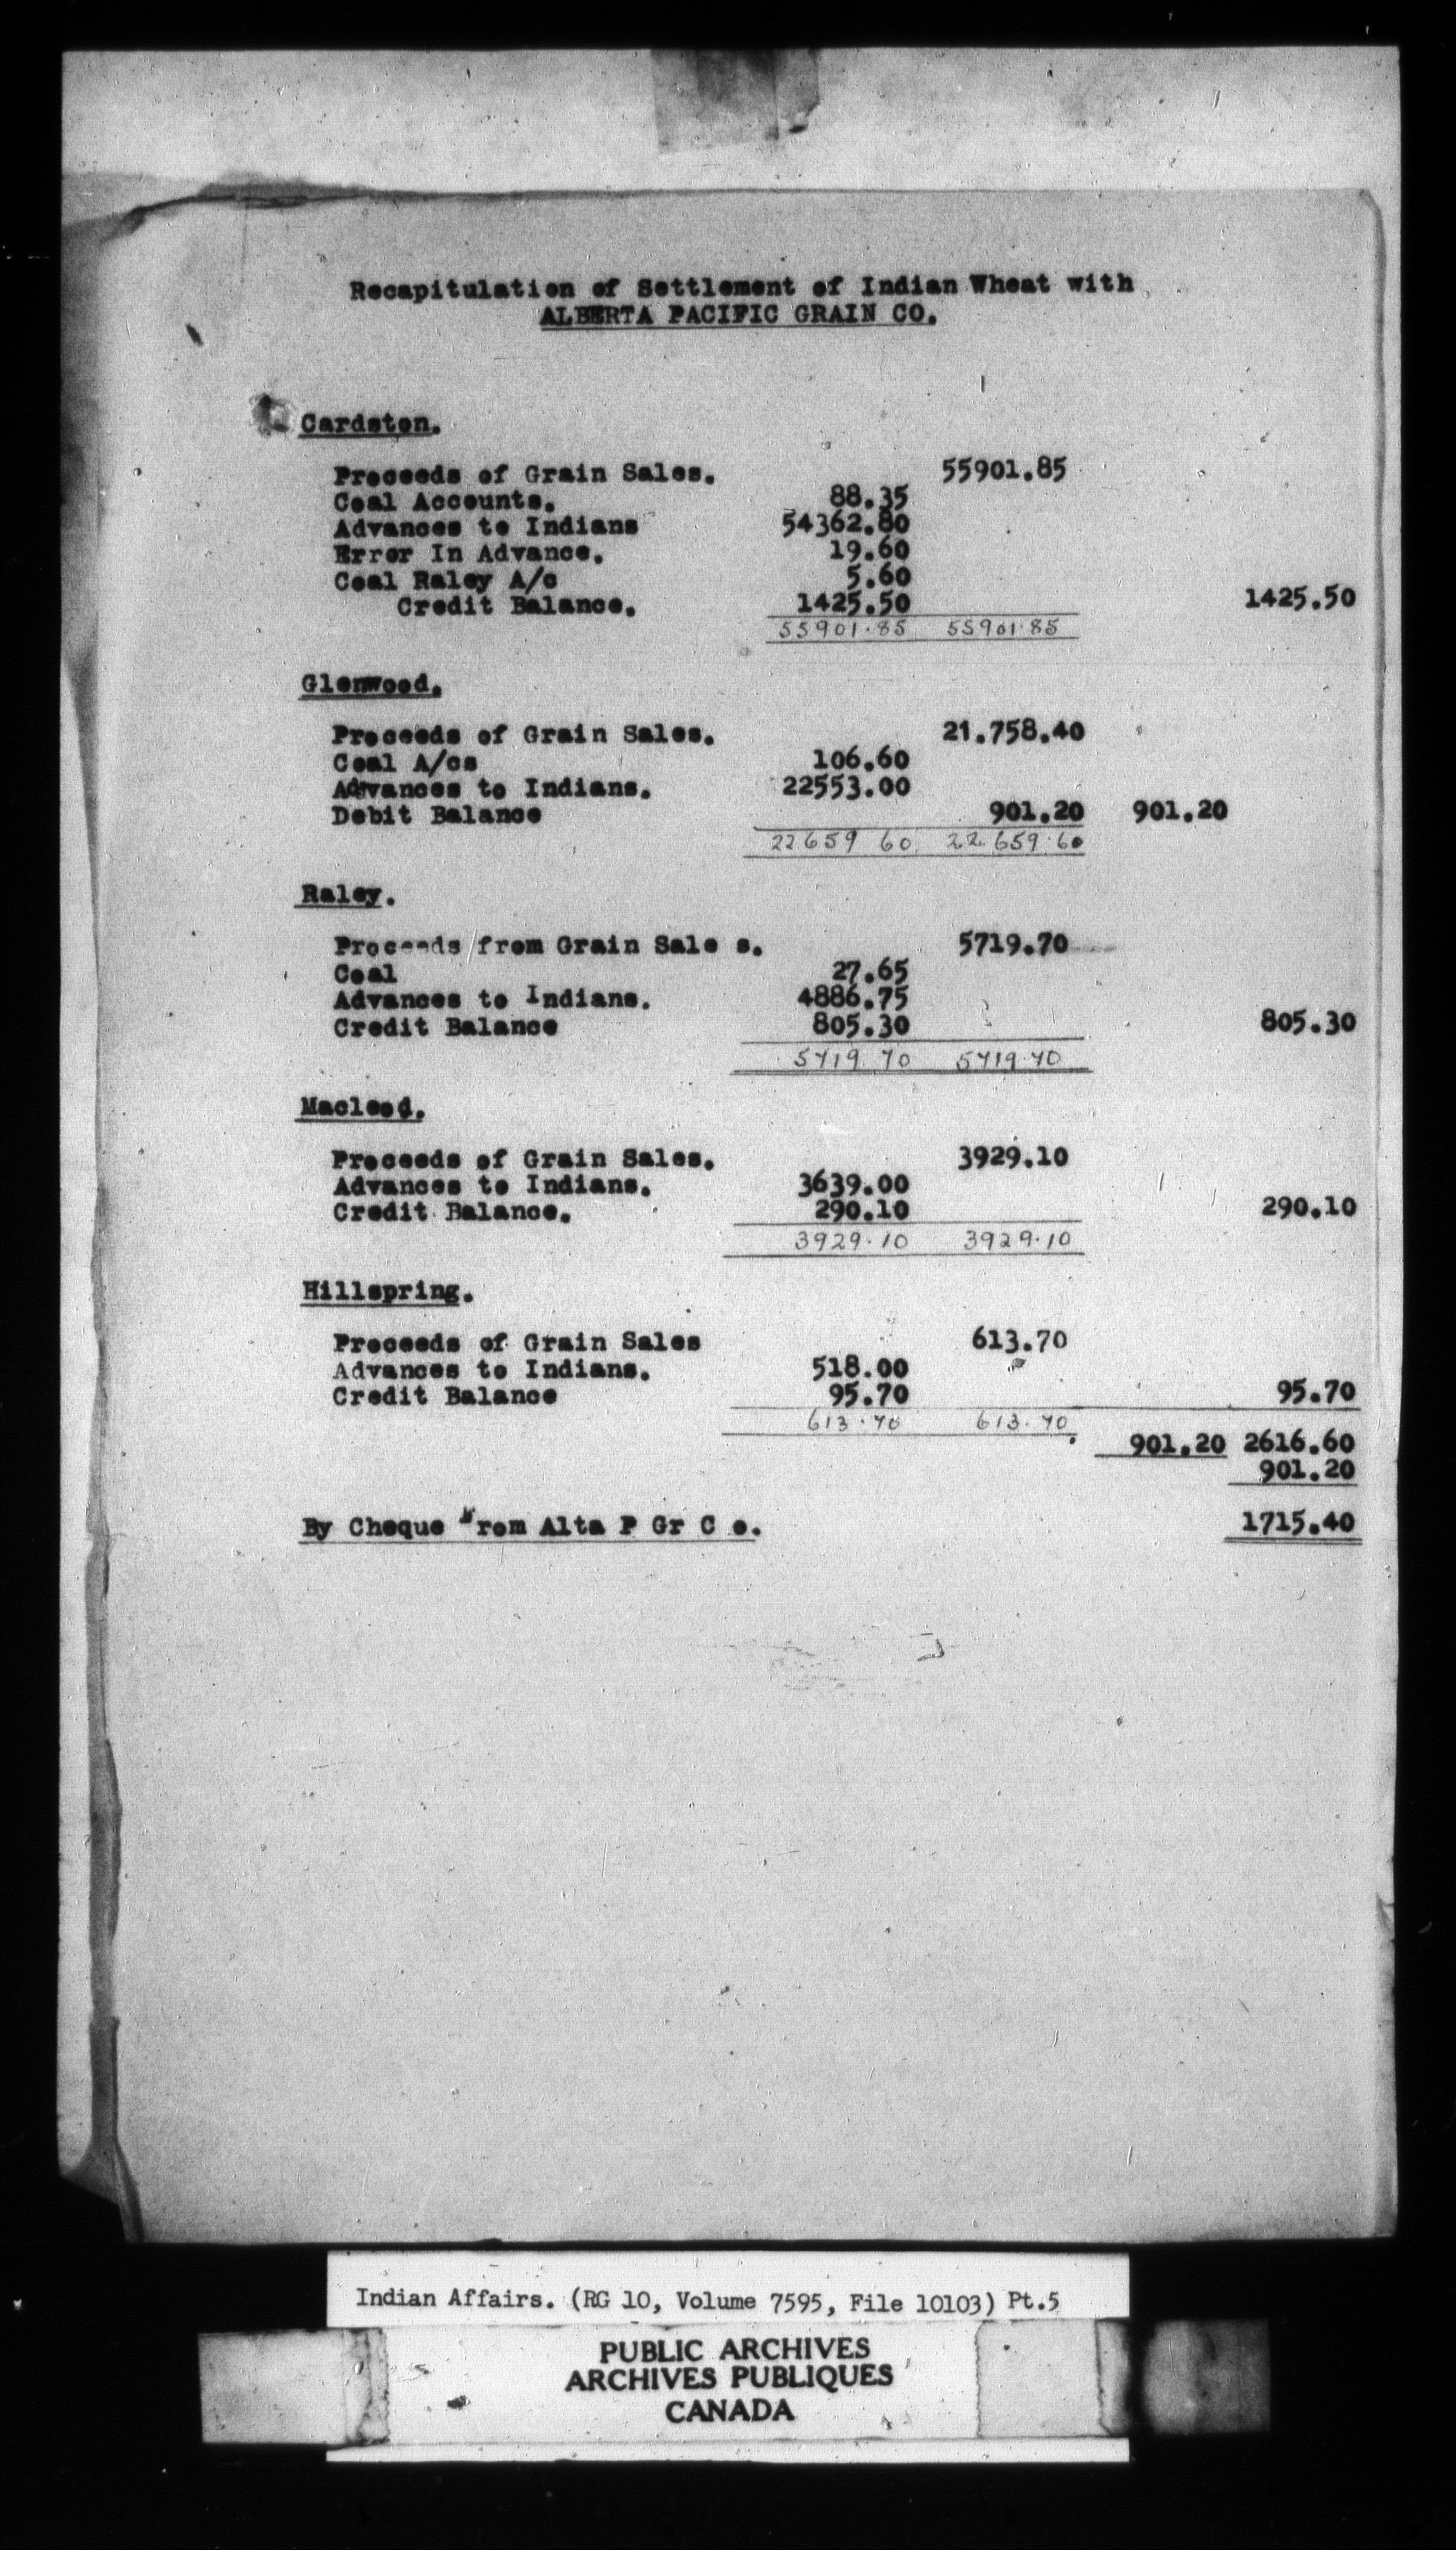 Recapitulation of Settlement of Indian Wheat with
ALBERTA PACIFIC GRAIN CO.
Cardston.
Proceeds of Grain Sales. 55901.85
Coal Accounts. 88.35
Advances to Indians 54362.80
Error In Advance. 19.60
Coal Raley A/c 5.60
Credit Balance. 1425.50 1425.50
55901.85 55901.85
Glenwood.
Proceeds of Grain Sales. 21.758.40
Coal A/cs 106.60
Advances to Indians. 22553.00
Debit Balance 901.20 901.20
22659 60 22 659.60
Raley.
Proceeds/from Grain Sale s. 5719.70
Coal 27.65
Advances to Indians. 4886.75
Credit Balance 805.30 805.30
5719.70 5719.70
Macleod.
Proceeds of Grain Sales. 3929.10
Advances to Indians. 3639.00
Credit Balance. 290.10 290.10
3929.10 3929.10
Hillspring.
Proceeds of Grain Sales 613.70
Advances to Indians. 518.00
Credit Balance 95.70 95.70
613.70 613.70
901.20 2616.60
901.20
By Cheque From Alta P Gr C o. 1715.40
Indian Affairs. (RG 10, Volume 7595, File 10103) Pt.5
PUBLIC ARCHIVES
ARCHIVES PUBLIQUES
CANADA